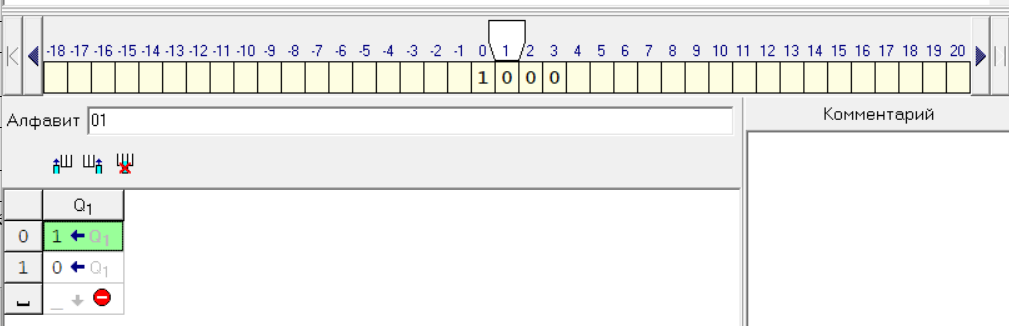 -18 -17 -16 -15 -14 -13 -12 -11 -10 -9 -8 -7 -6 -5 -4 -3 -2 -1 0 1 2 3 4 5 6 7 8 9 10 11 12 13 14 15 16 17 18 19 20
1 0 0 0
Алфавит 01
Комментарий
Q1
0 1 ← Q1
1 0 ← Q1
_ _ ↓